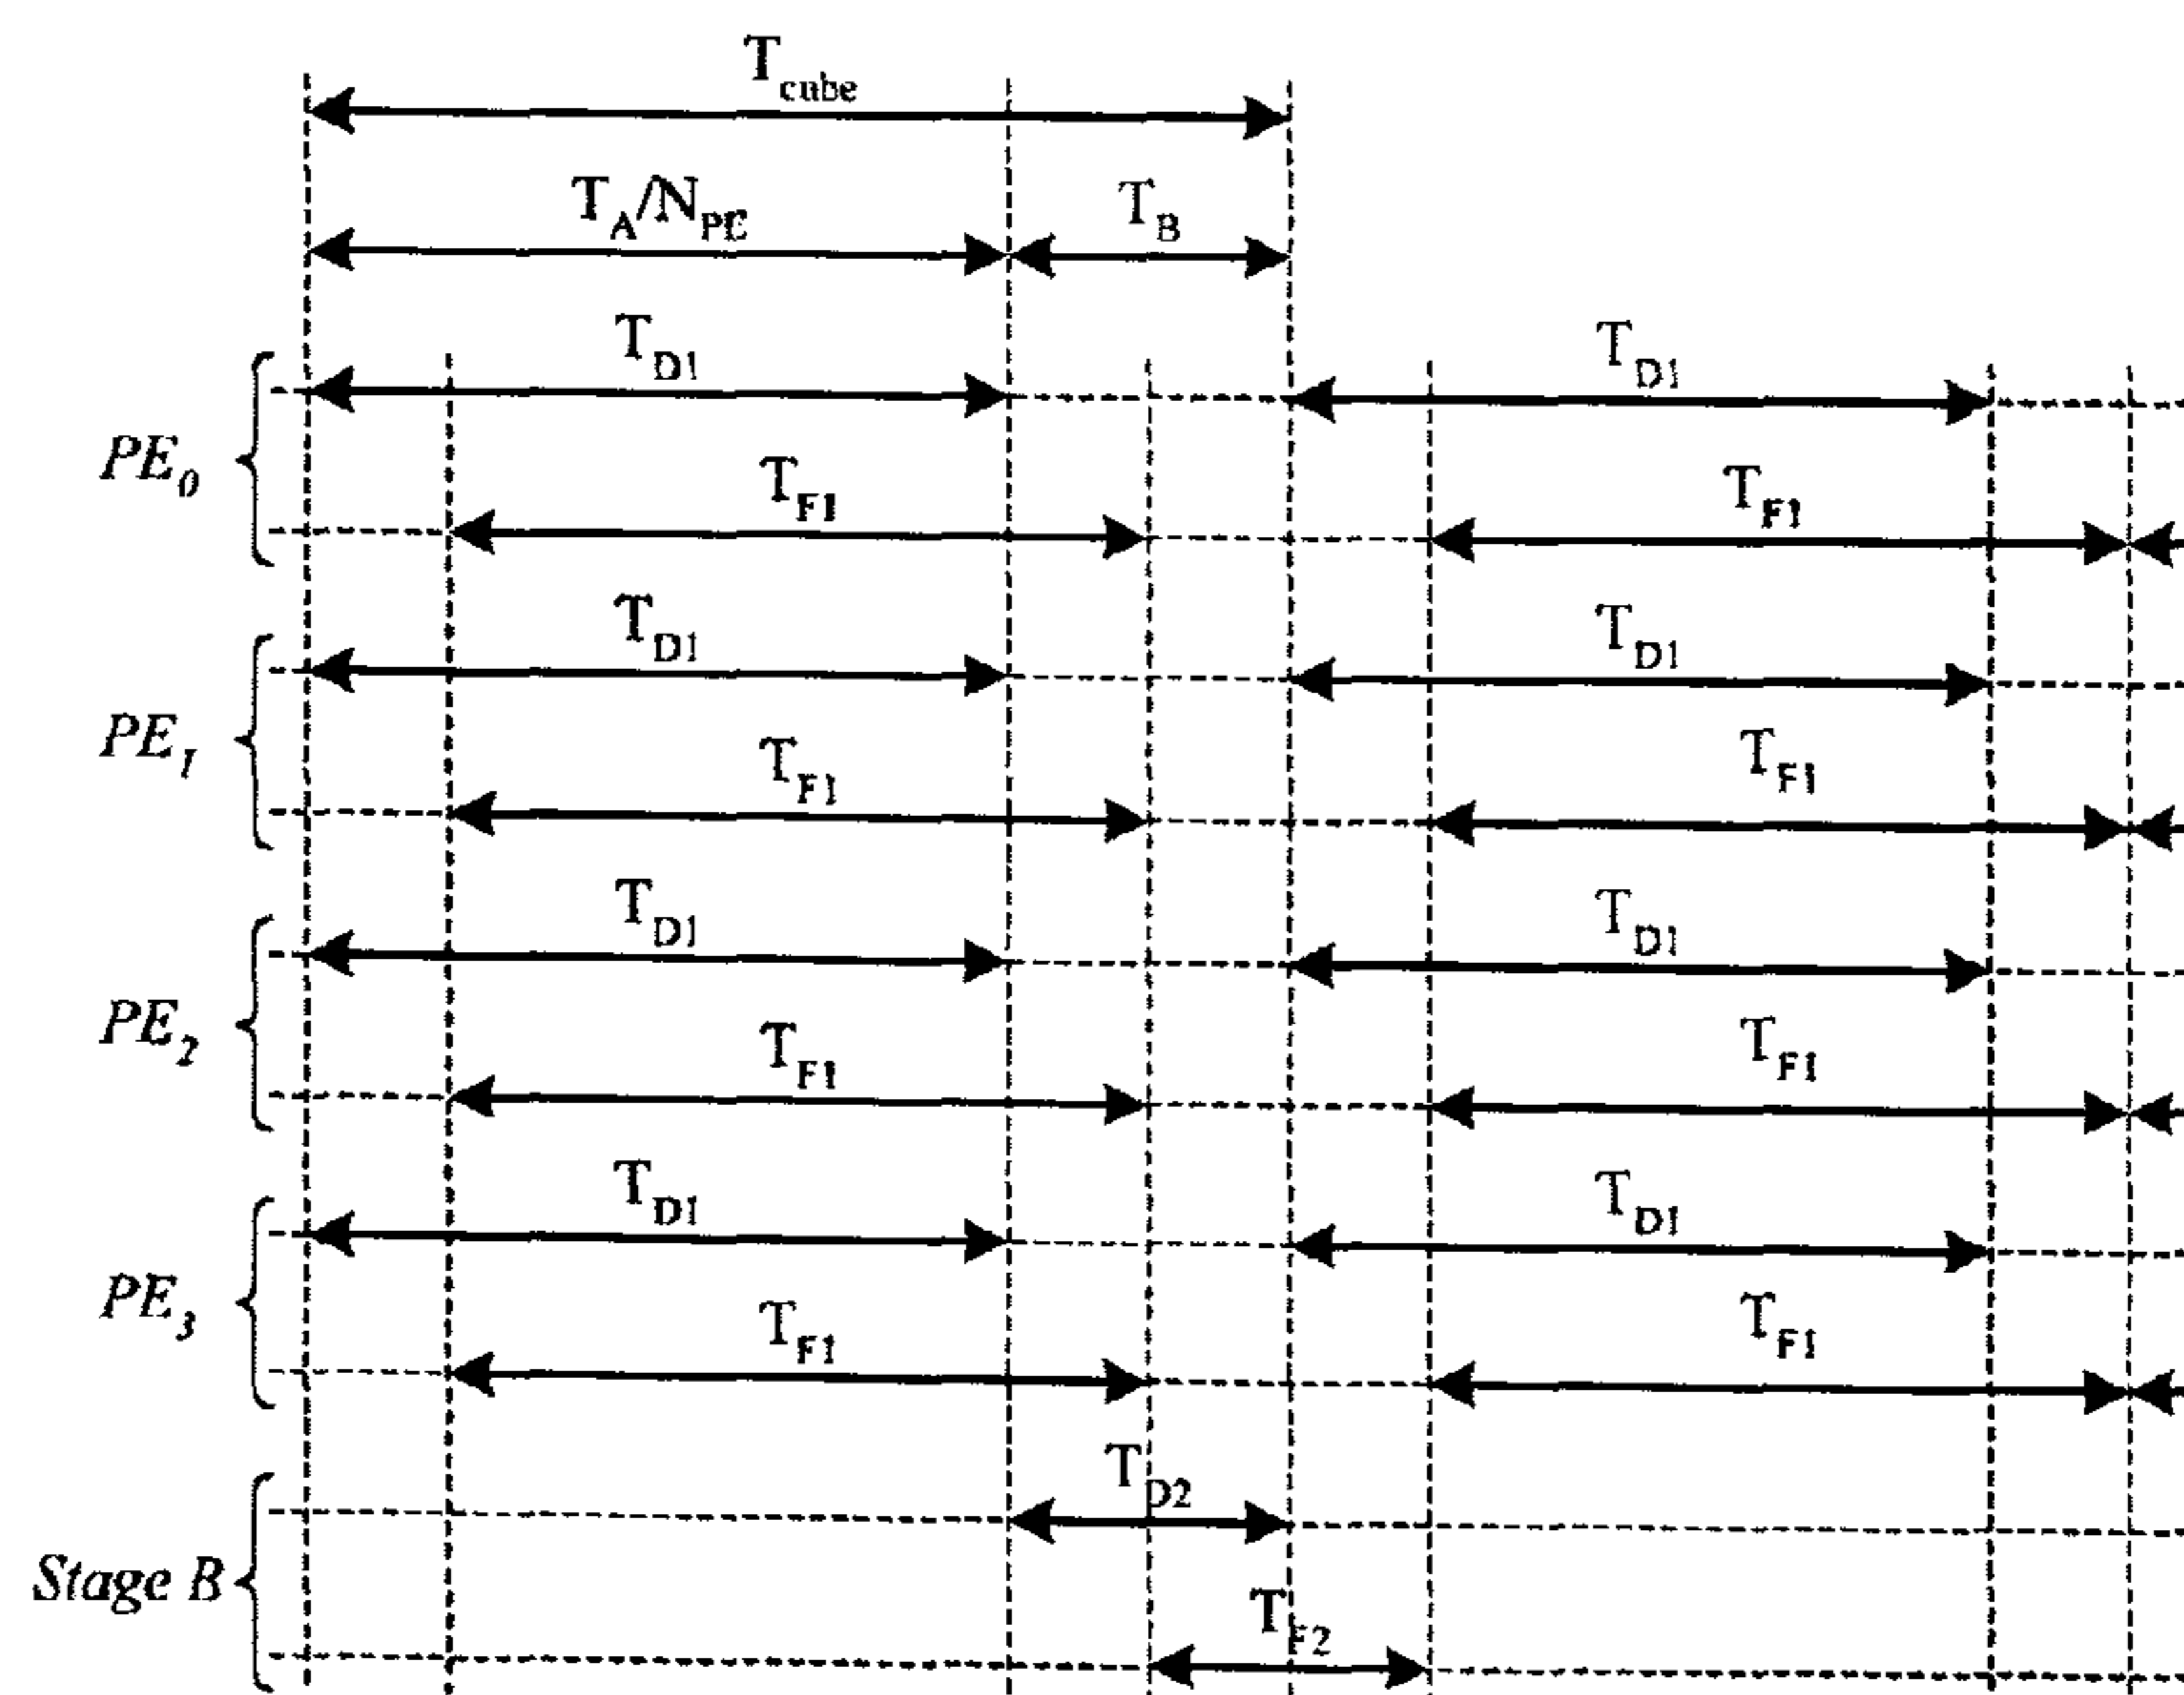 T_cube
T_A/N_PE T_B
T_D1 T_D1
PE_0
T_F1 T_F1
T_D1 T_D1
PE_1
T_F1 T_F1
T_D1 T_D1
PE_2
T_F1 T_F1
T_D1 T_D1
PE_3
T_F1 T_F1
T_D2
Stage B
T_F2